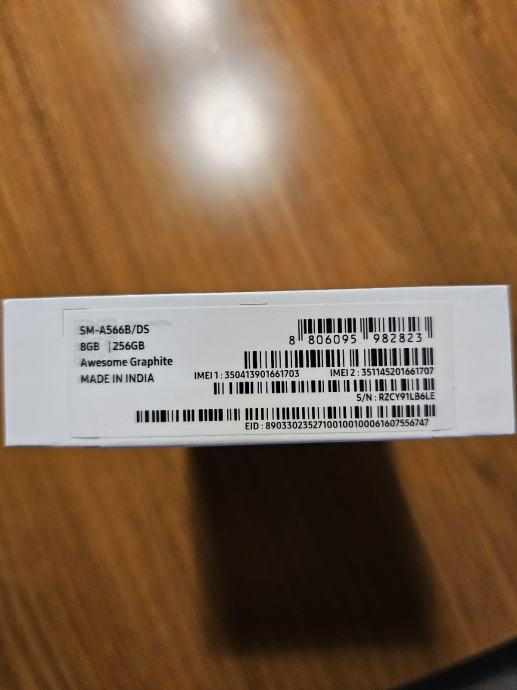 SM-A566B/DS
8GB | 256GB
Awesome Graphite
MADE IN INDIA
8 806095 982823
IMEI 1 : 350413901661703
IMEI 2 : 351145201661707
S/N : RZCY91LB6LE
EID : 89033023527100100100061607556747